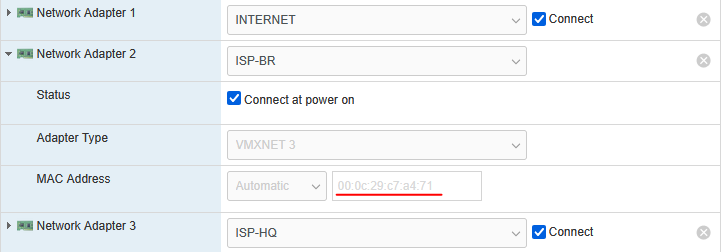 Network Adapter 1 INTERNET Connect
Network Adapter 2 ISP-BR
Status Connect at power on
Adapter Type VMXNET 3
MAC Address Automatic 00:0c:29:c7:a4:71
Network Adapter 3 ISP-HQ Connect